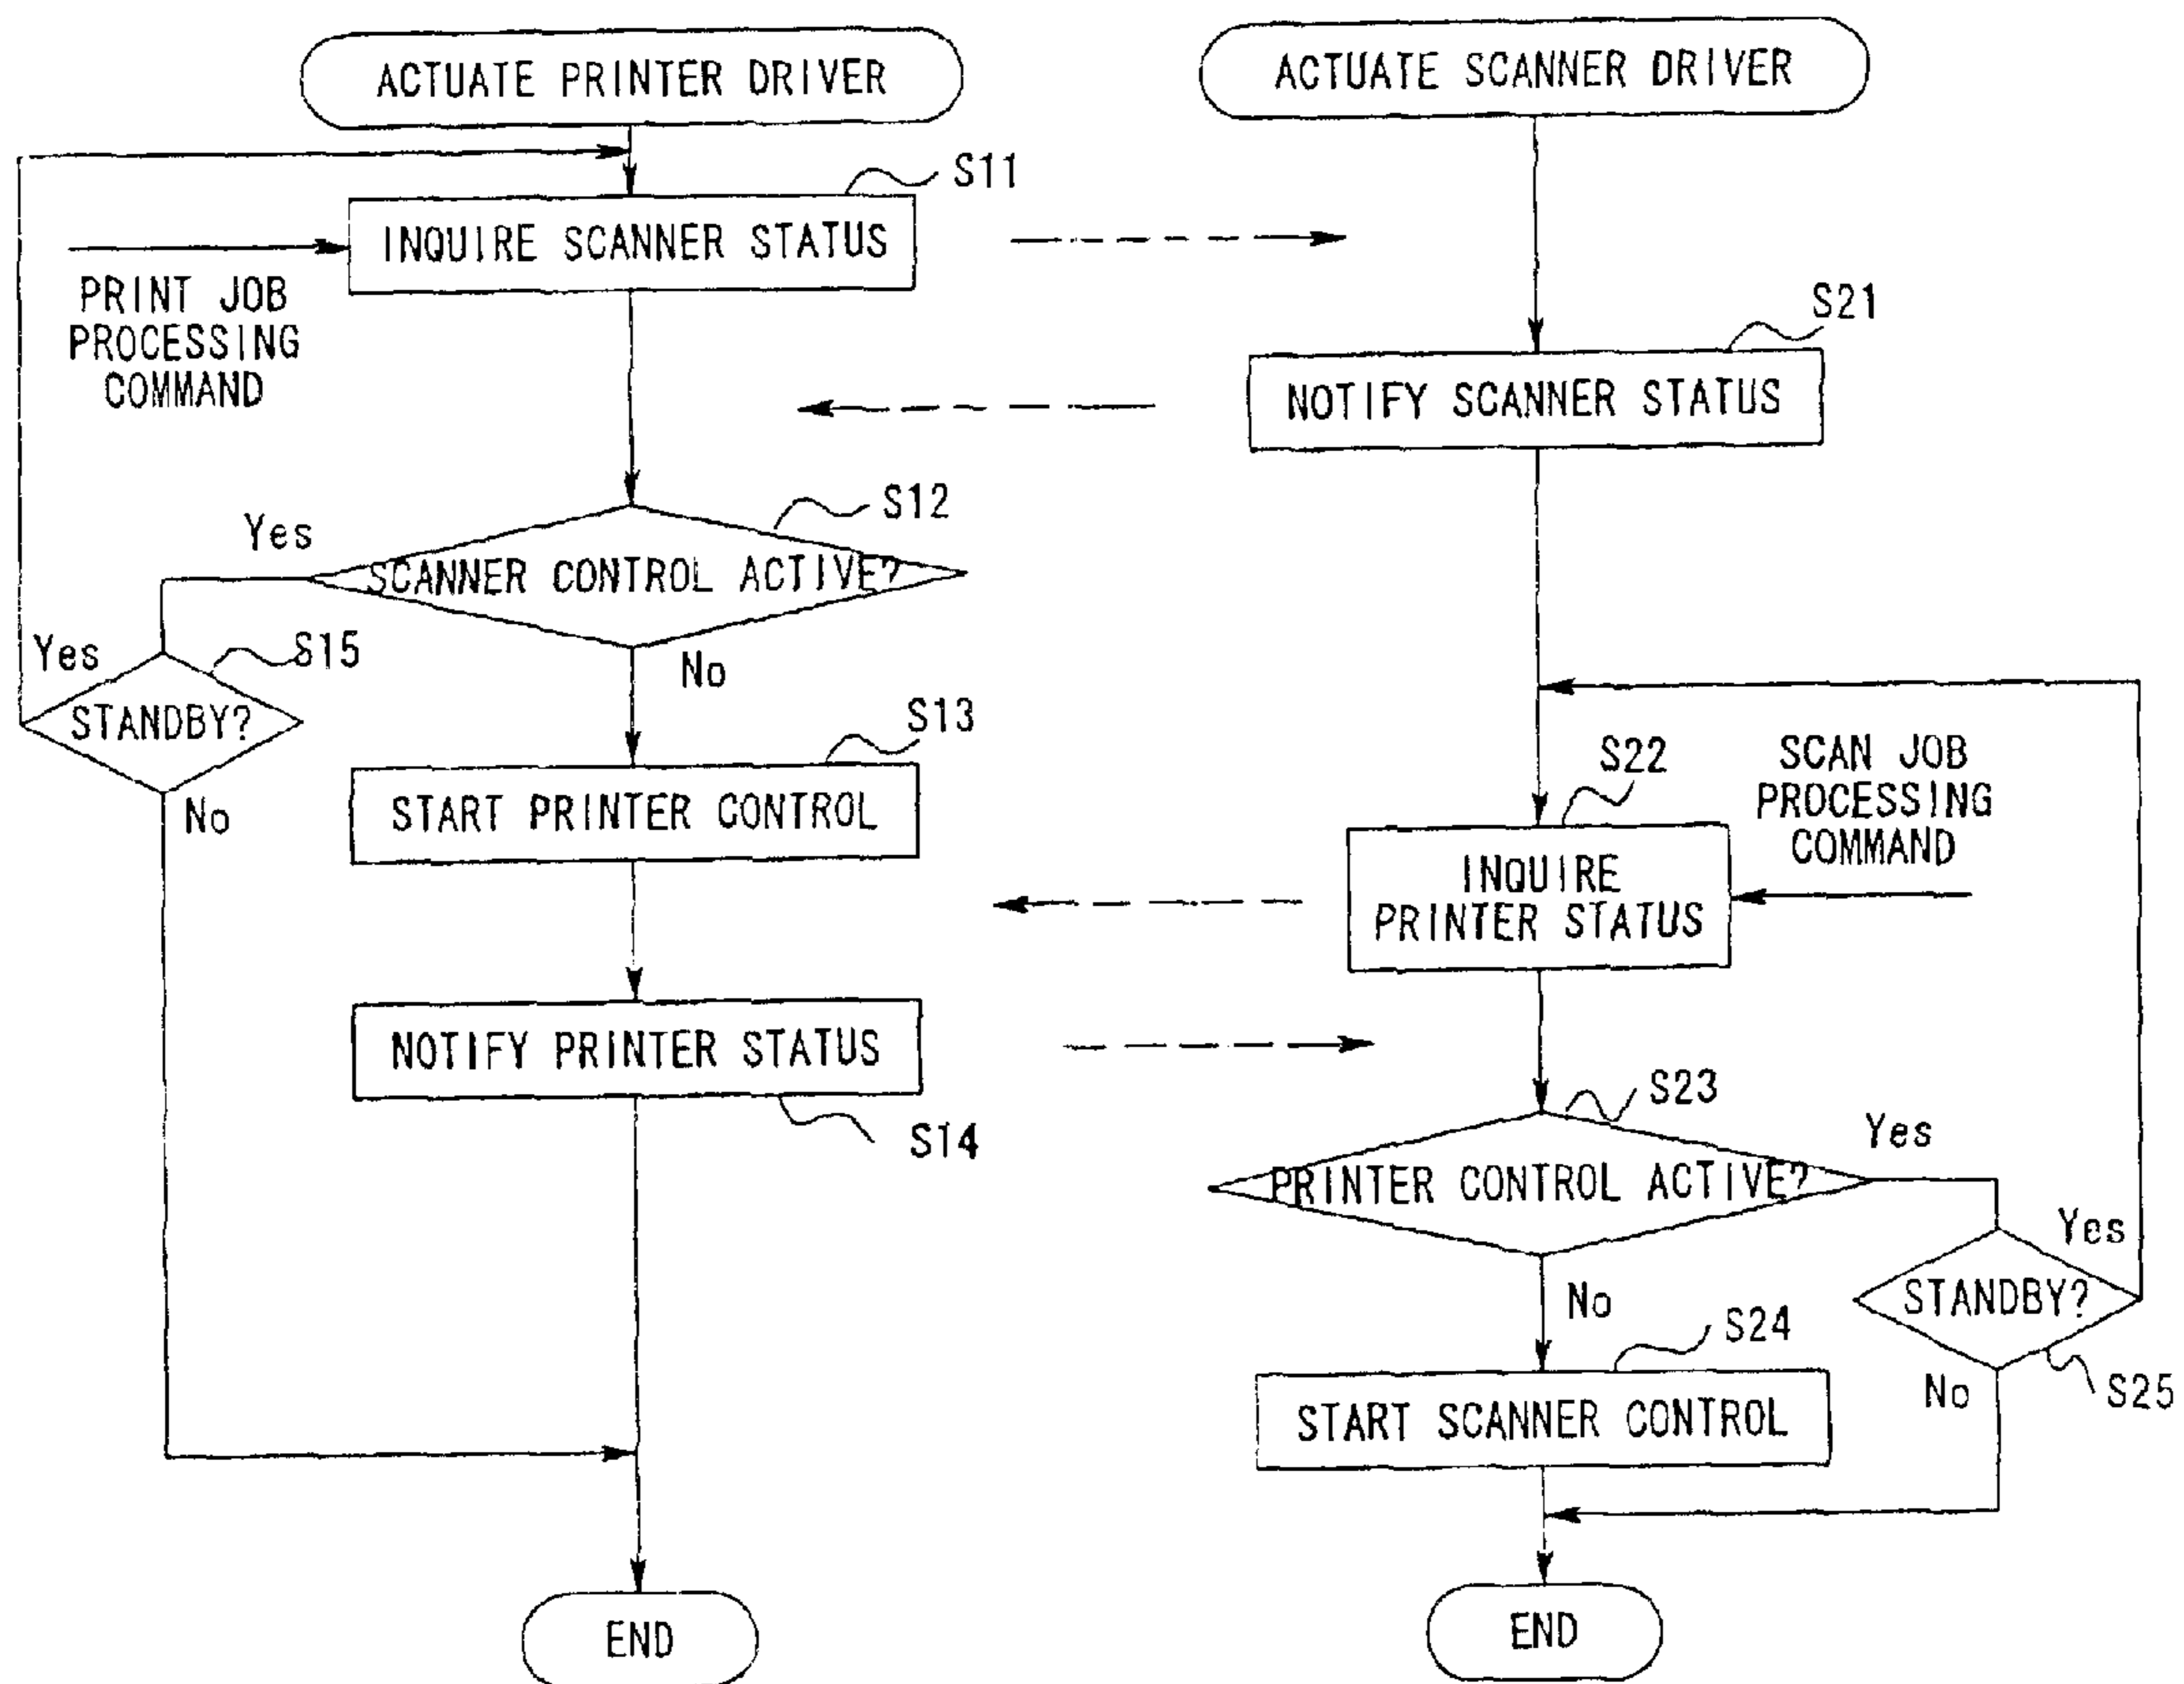 ACTUATE PRINTER DRIVER
S11
INQUIRE SCANNER STATUS
PRINT JOB
PROCESSING
COMMAND
S12
Yes
SCANNER CONTROL ACTIVE?
S15
Yes
STANDBY?
No
No
S13
START PRINTER CONTROL
NOTIFY PRINTER STATUS
S14
END
ACTUATE SCANNER DRIVER
S21
NOTIFY SCANNER STATUS
S22
SCAN JOB
PROCESSING
COMMAND
INQUIRE
PRINTER STATUS
S23
Yes
PRINTER CONTROL ACTIVE?
Yes
STANDBY?
No
S24
No
S25
START SCANNER CONTROL
END